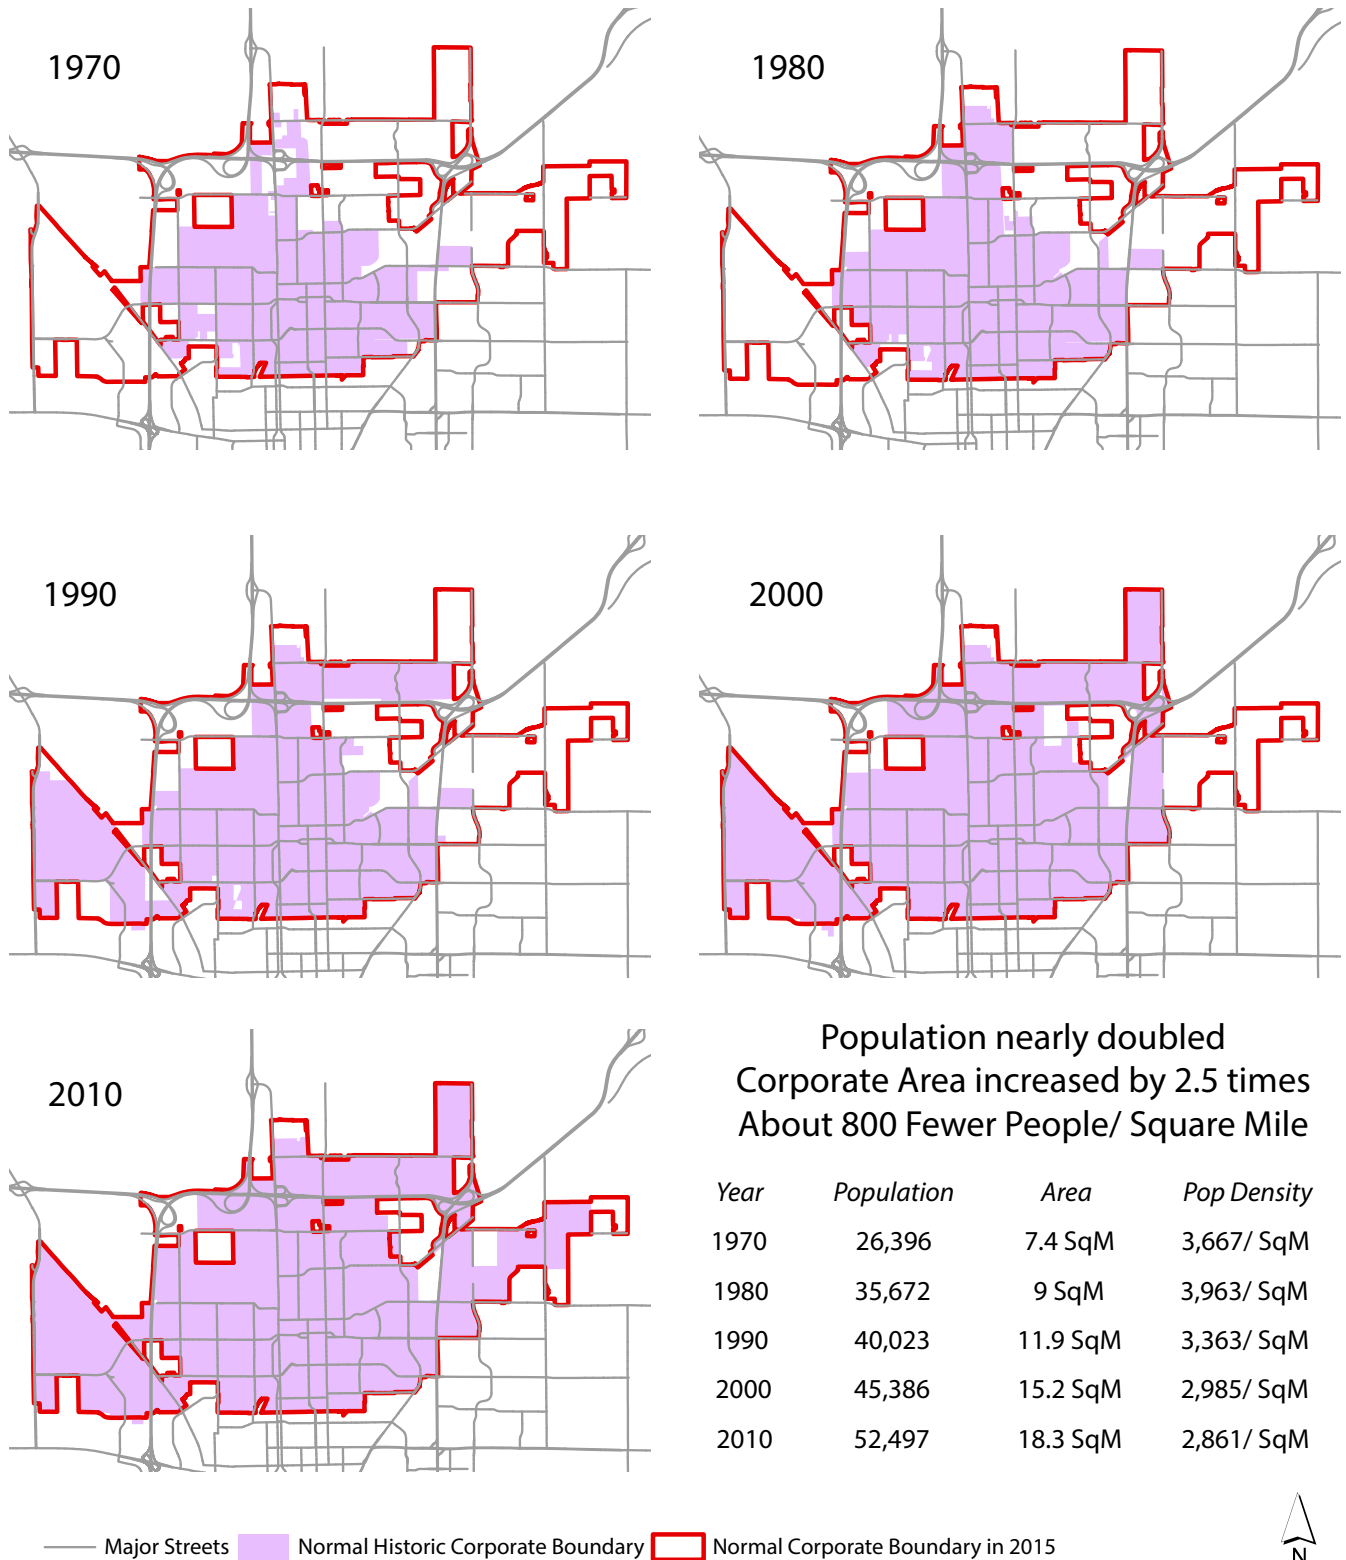 1970
1980
1990
2000
2010
Population nearly doubled
Corporate Area increased by 2.5 times
About 800 Fewer People/ Square Mile
Year Population Area Pop Density
1970 26,396 7.4 SqM 3,667/ SqM
1980 35,672 9 SqM 3,963/ SqM
1990 40,023 11.9 SqM 3,363/ SqM
2000 45,386 15.2 SqM 2,985/ SqM
2010 52,497 18.3 SqM 2,861/ SqM
Major Streets Normal Historic Corporate Boundary Normal Corporate Boundary in 2015
N